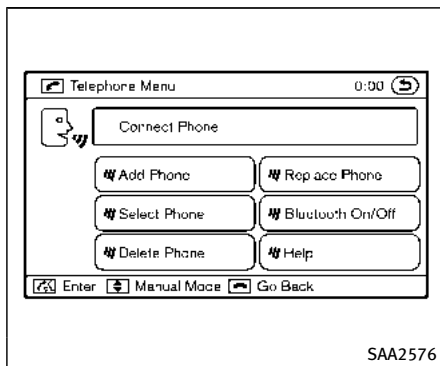 Telephone Menu 0:00
Connect Phone
Add Phone Replace Phone
Select Phone Bluetooth On/Off
Delete Phone Help
Enter Manual Mode Go Back
SAA2576